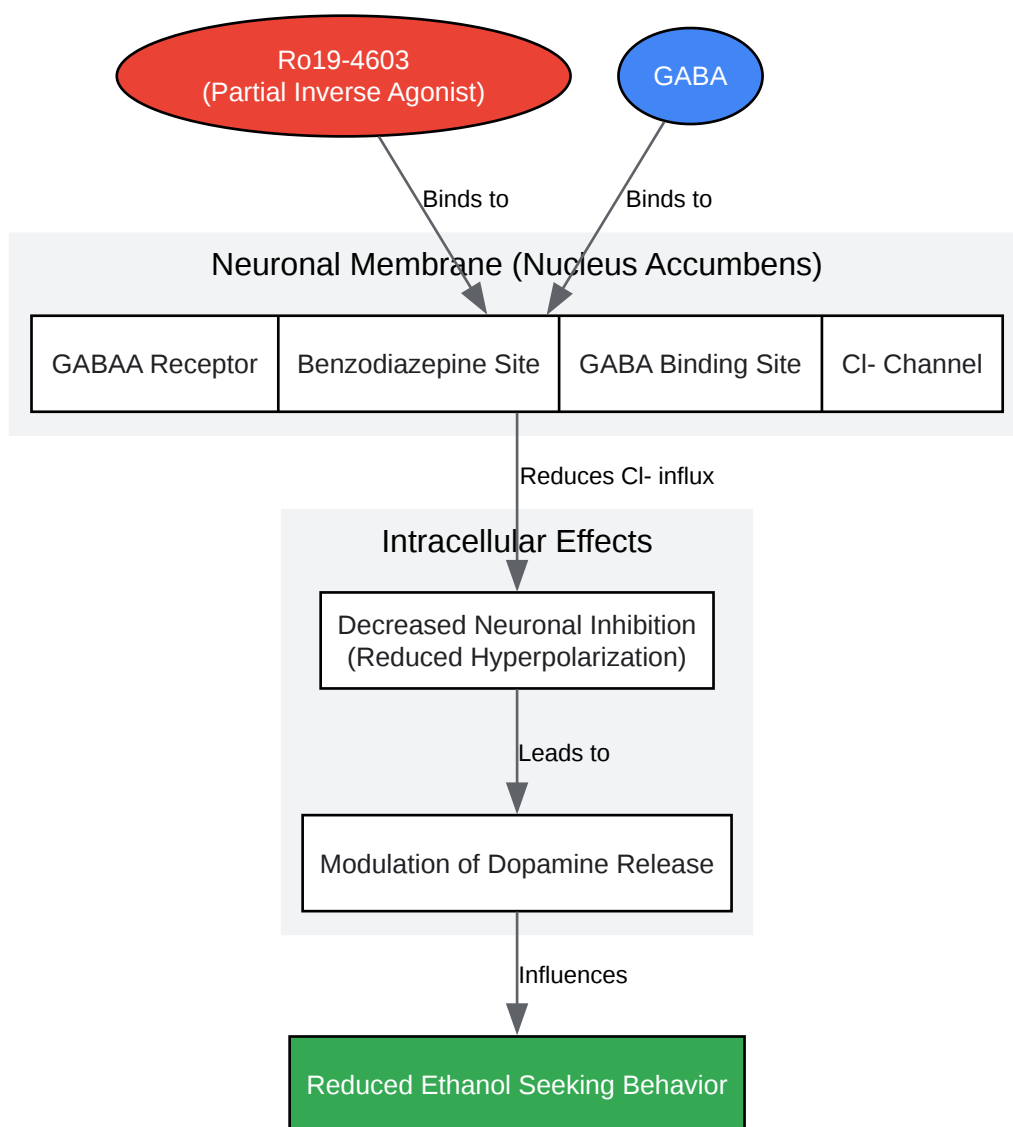 Ro19-4603
(Partial Inverse Agonist)
GABA
Binds to
Binds to
Neuronal Membrane (Nucleus Accumbens)
GABAA Receptor
Benzodiazepine Site
GABA Binding Site
Cl- Channel
Reduces Cl- influx
Intracellular Effects
Decreased Neuronal Inhibition
(Reduced Hyperpolarization)
Leads to
Modulation of Dopamine Release
Influences
Reduced Ethanol Seeking Behavior